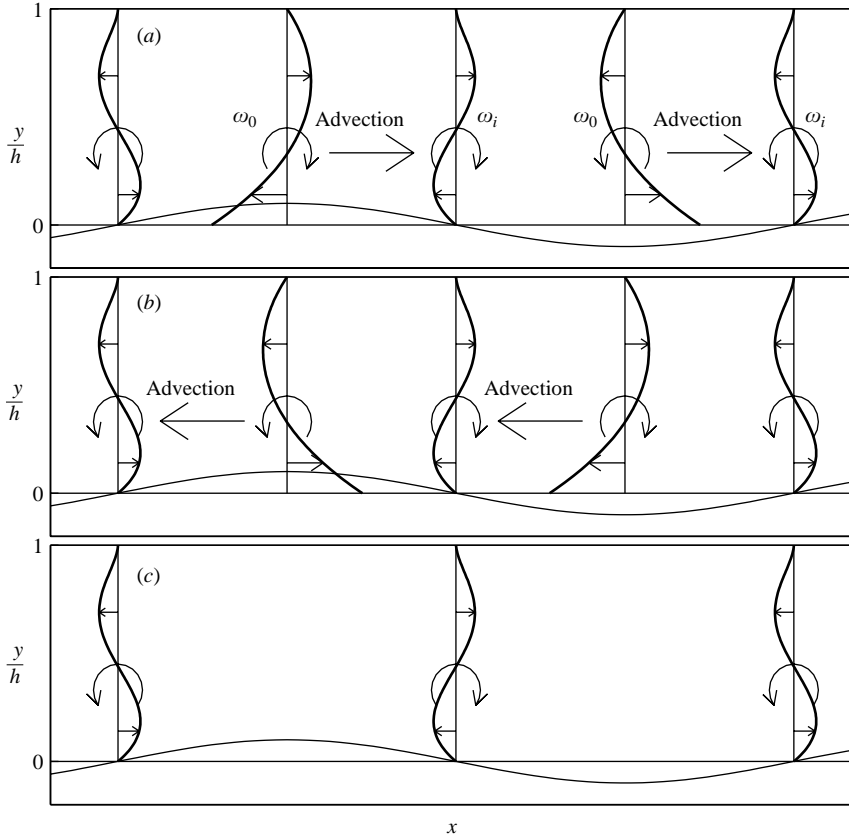 1
(a)
ω0 Advection ωi ω0 Advection ωi
y/h
0
1
(b)
Advection Advection
y/h
0
1
(c)
y/h
0
x